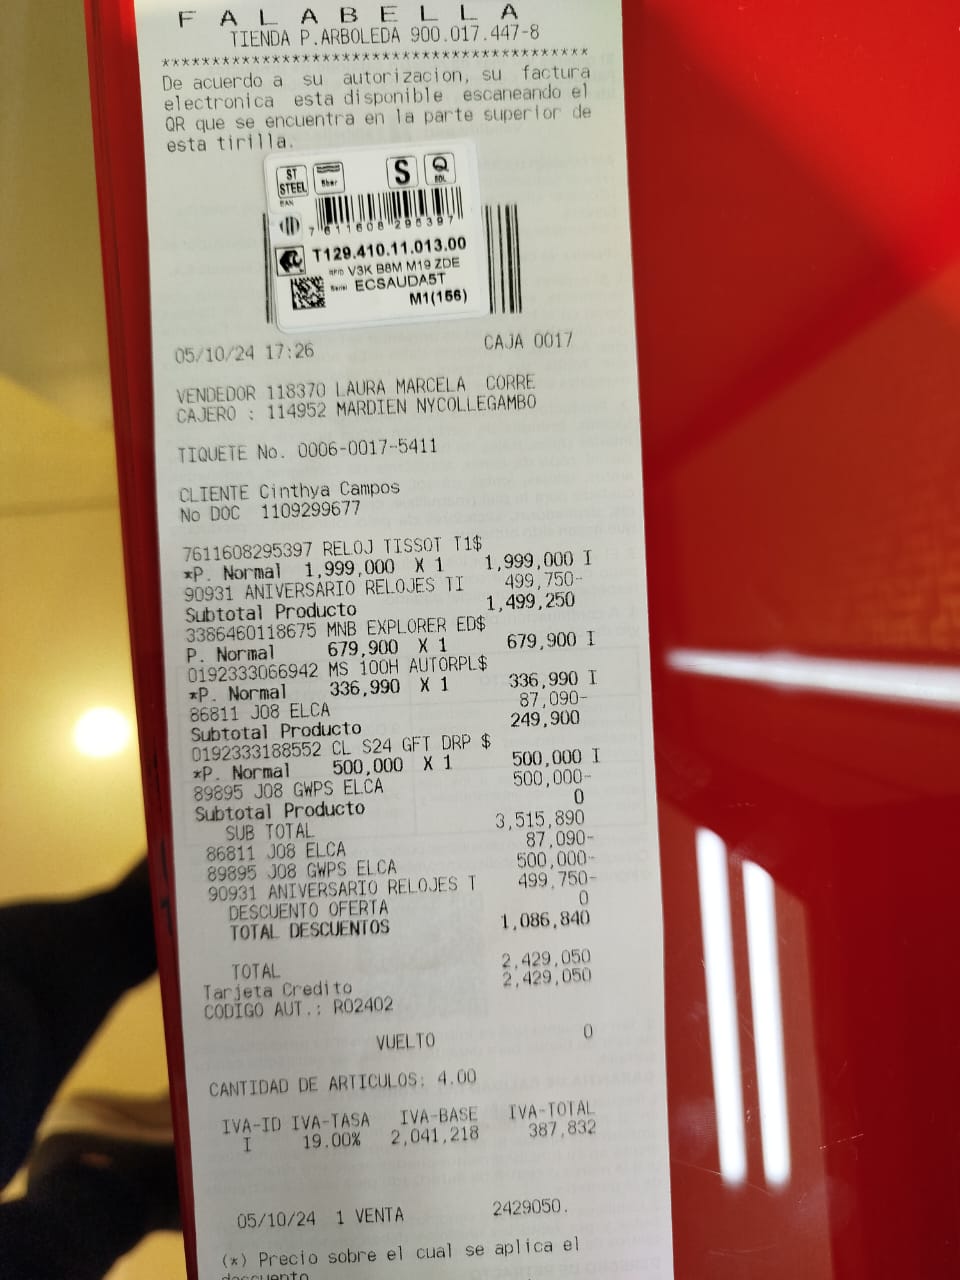 F A L A B E L L A
TIENDA P.ARBOLEDA 900.017.447-8
******************************************
De acuerdo a su autorizacion, su factura
electronica esta disponible escaneando el
QR que se encuentra en la parte superior de
esta tirilla.
ST STEEL 5bar S Q EOL
EAN
7 611608 295397
T129.410.11.013.00
RFID V3K B8M M19 ZDE
Serial ECSAUDA5T
M1(156)
05/10/24 17:26 CAJA 0017
VENDEDOR 118370 LAURA MARCELA CORRE
CAJERO : 114952 MARDIEN NYCOLLEGAMBO
TIQUETE No. 0006-0017-5411
CLIENTE Cinthya Campos
No DOC 1109299677
7611608295397 RELOJ TISSOT T1$
*P. Normal 1,999,000 X 1 1,999,000 I
90931 ANIVERSARIO RELOJES TI 499,750-
Subtotal Producto 1,499,250
3386460118675 MNB EXPLORER ED$
P. Normal 679,900 X 1 679,900 I
0192333066942 MS 100H AUTORPL$
*P. Normal 336,990 X 1 336,990 I
86811 J08 ELCA 87,090-
Subtotal Producto 249,900
0192333188552 CL S24 GFT DRP $
*P. Normal 500,000 X 1 500,000 I
89895 J08 GWPS ELCA 500,000-
Subtotal Producto 0
SUB TOTAL 3,515,890
86811 J08 ELCA 87,090-
89895 J08 GWPS ELCA 500,000-
90931 ANIVERSARIO RELOJES T 499,750-
DESCUENTO OFERTA 0
TOTAL DESCUENTOS 1,086,840
TOTAL 2,429,050
Tarjeta Credito 2,429,050
CODIGO AUT.: R02402
VUELTO 0
CANTIDAD DE ARTICULOS: 4.00
IVA-ID IVA-TASA IVA-BASE IVA-TOTAL
I 19.00% 2,041,218 387,832
05/10/24 1 VENTA 2429050.
(*) Precio sobre el cual se aplica el
descuento